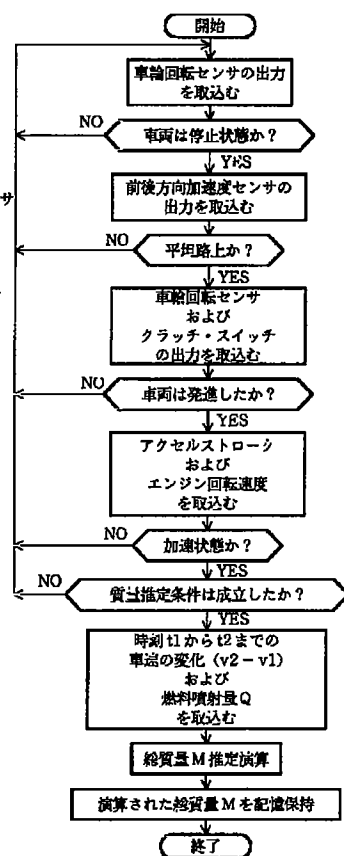 開始
車輪回転センサの出力
を取込む
NO
車両は停止状態か？
YES
サ
前後方向加速度センサの
出力を取込む
NO
平坦路上か？
YES
車輪回転センサ
および
クラッチ・スイッチ
の出力を取込む
NO
車両は発進したか？
YES
アクセルストローク
および
エンジン回転速度
を取込む
NO
加速状態か？
YES
NO
質量推定条件は成立したか？
YES
時刻t1からt2までの
車速の変化（v2－v1）
および
燃料噴射量Q
を取込む
総質量M推定演算
演算された総質量Mを記憶保持
終了